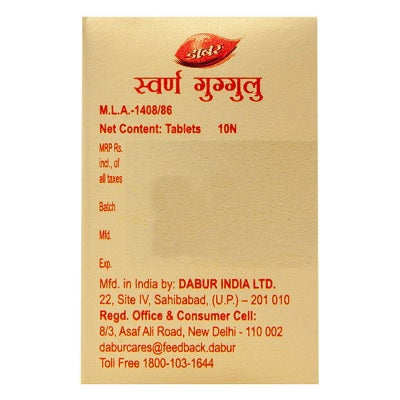 डाबर
स्वर्ण गुग्गुलु
M.L.A.-1408/86
Net Content: Tablets 10N
MRP Rs.
incl., of
all taxes
Batch
Mfd.
Exp.
Mfd. in India by: DABUR INDIA LTD.
22, Site IV, Sahibabad, (U.P.) – 201 010
Regd. Office & Consumer Cell:
8/3, Asaf Ali Road, New Delhi - 110 002
daburcares@feedback.dabur
Toll Free 1800-103-1644